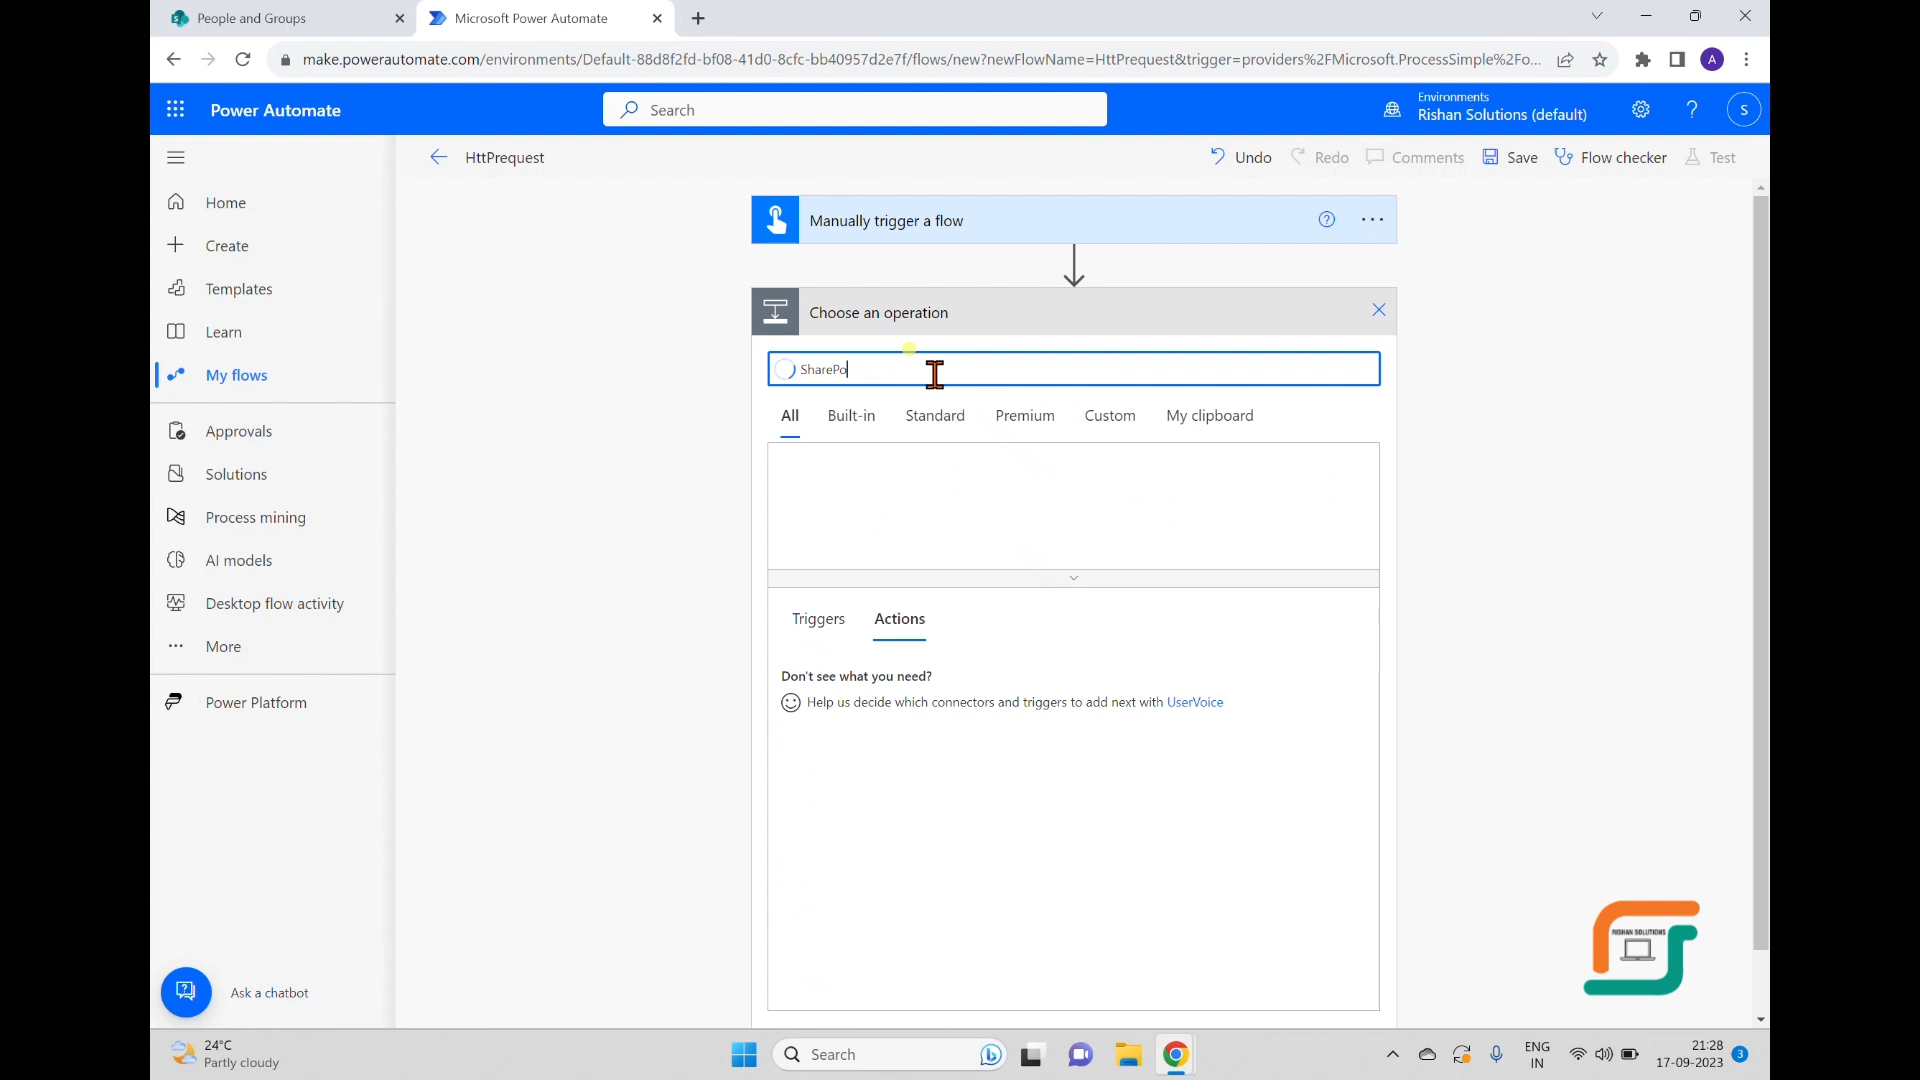 People and Groups
Microsoft Power Automate
make.powerautomate.com/environments/Default-88d8f2fd-bf08-41d0-8cfc-bb40957d2e7f/flows/new?newFlowName=HttPrequest&trigger=providers%2FMicrosoft.ProcessSimple%2Fo...
A
Power Automate
Search
Environments
Rishan Solutions (default)
?
S
HttPrequest
Undo
Redo
Comments
Save
Flow checker
Test
Home
Create
Templates
Learn
My flows
Approvals
Solutions
Process mining
AI models
Desktop flow activity
More
Power Platform
Ask a chatbot
Manually trigger a flow
Choose an operation
SharePo
All
Built-in
Standard
Premium
Custom
My clipboard
Triggers
Actions
Don't see what you need?
Help us decide which connectors and triggers to add next with UserVoice
RISHAN SOLUTIONS
24°C
Partly cloudy
Search
ENG
IN
21:28
17-09-2023
3